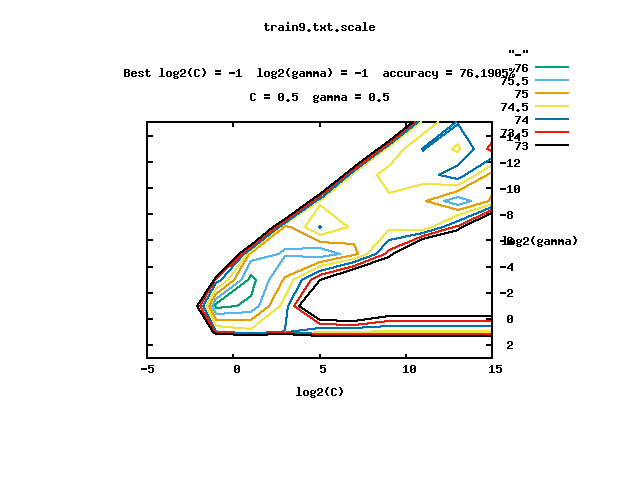 train9.txt.scale
"-"
Best log2(C) = -1  log2(gamma) = -1  accuracy = 76.1905%
76
75.5
C = 0.5  gamma = 0.5
75
74.5
74
73.5
73
-14
-12
-10
-8
-6
log2(gamma)
-4
-2
0
2
-5 0 5 10 15
log2(C)